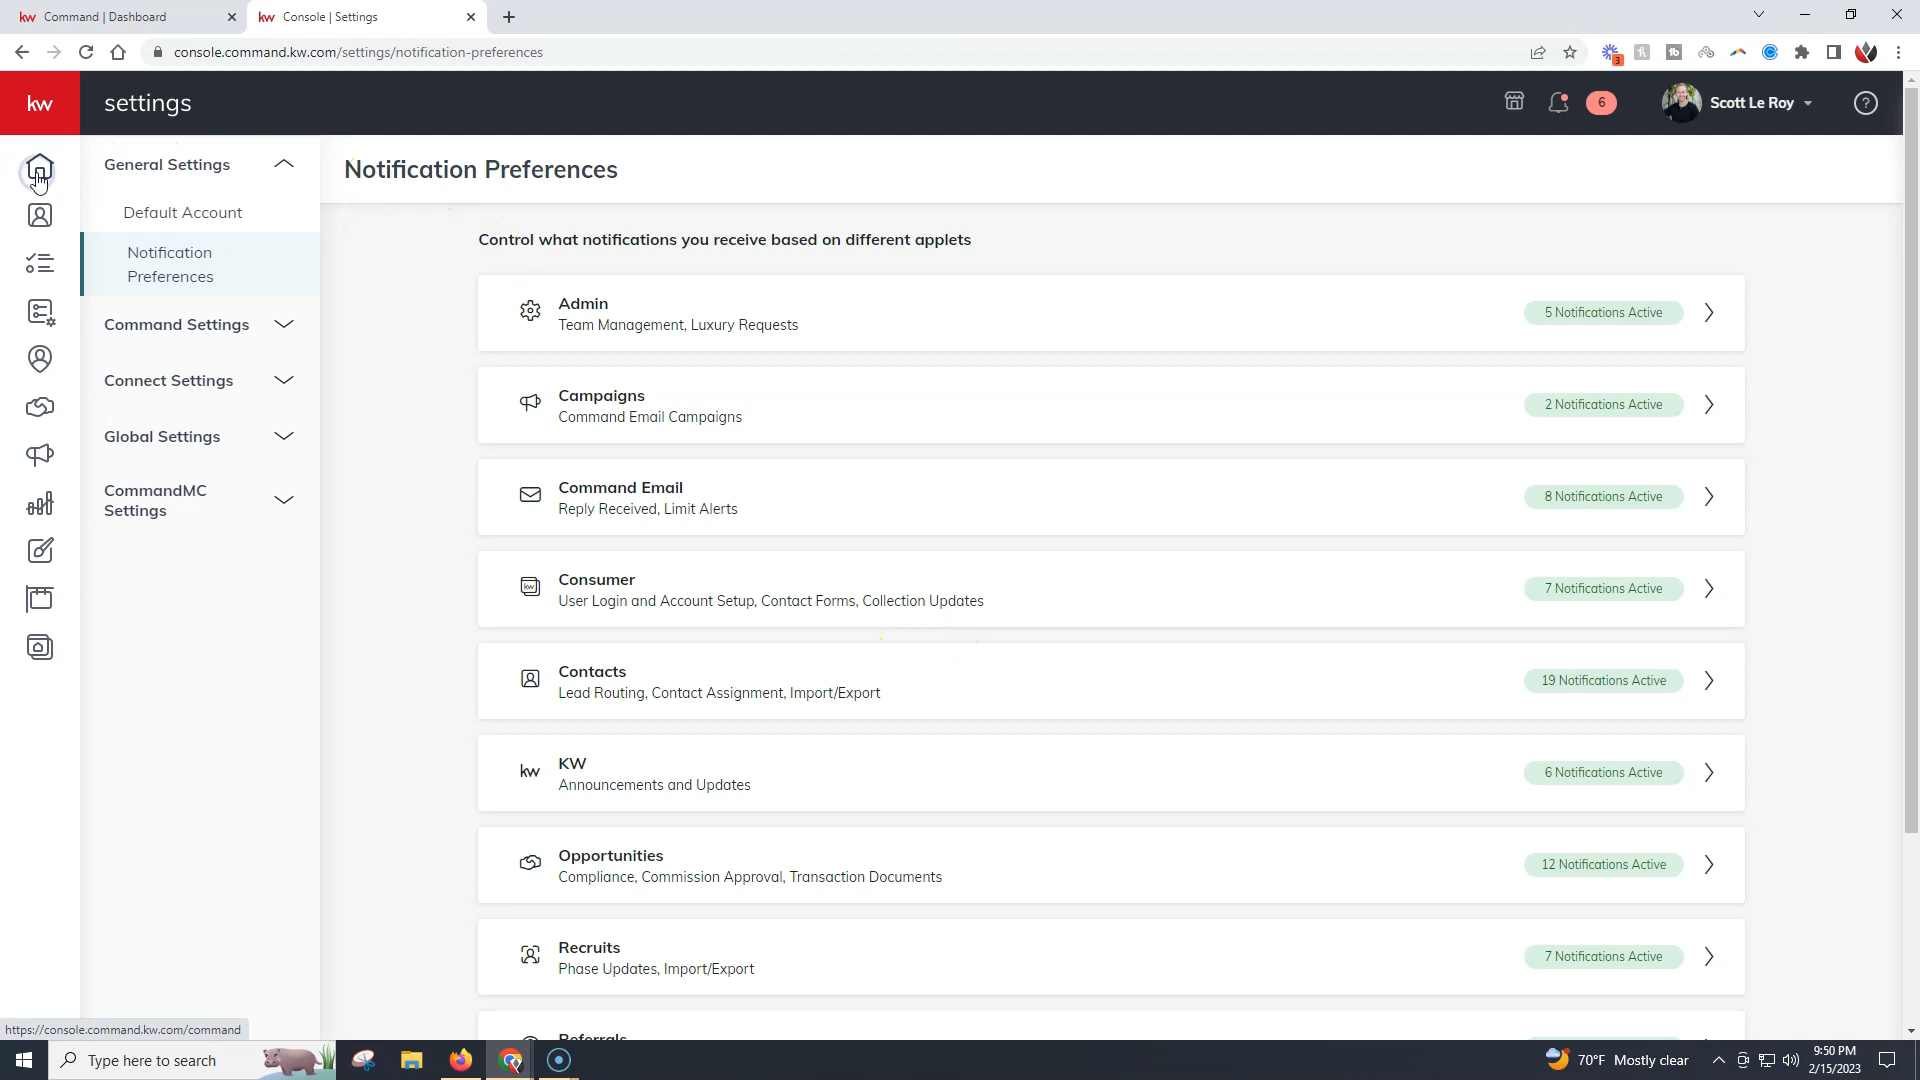 kw Command | Dashboard
kw Console | Settings
console.command.kw.com/settings/notification-preferences
3
kw settings
6
Scott Le Roy
?
General Settings
Default Account
Notification
Preferences
Command Settings
Connect Settings
Global Settings
CommandMC
Settings
Notification Preferences
Control what notifications you receive based on different applets
Admin
Team Management, Luxury Requests
5 Notifications Active
Campaigns
Command Email Campaigns
2 Notifications Active
Command Email
Reply Received, Limit Alerts
8 Notifications Active
kw
Consumer
User Login and Account Setup, Contact Forms, Collection Updates
7 Notifications Active
Contacts
Lead Routing, Contact Assignment, Import/Export
19 Notifications Active
kw
KW
Announcements and Updates
6 Notifications Active
Opportunities
Compliance, Commission Approval, Transaction Documents
12 Notifications Active
Recruits
Phase Updates, Import/Export
7 Notifications Active
Referrals
https://console.command.kw.com/command
Type here to search
70°F Mostly clear
9:50 PM
2/15/2023